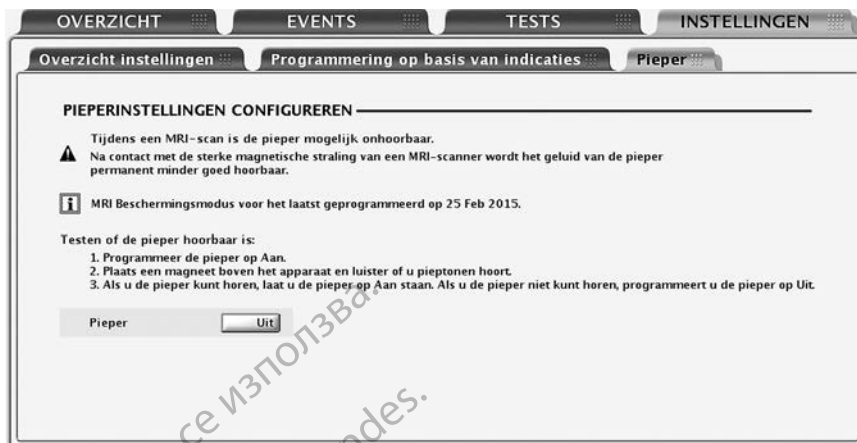 OVERZICHT EVENTS TESTS INSTELLINGEN
Overzicht instellingen Programmering op basis van indicaties Pieper
PIEPERINSTELLINGEN CONFIGUREREN
Tijdens een MRI-scan is de pieper mogelijk onhoorbaar.
Na contact met de sterke magnetische straling van een MRI-scanner wordt het geluid van de pieper
permanent minder goed hoorbaar.
MRI Beschermingsmodus voor het laatst geprogrammeerd op 25 Feb 2015.
Testen of de pieper hoorbaar is:
1. Programmeer de pieper op Aan.
2. Plaats een magneet boven het apparaat en luister of u pieptonen hoort.
3. Als u de pieper kunt horen, laat u de pieper op Aan staan. Als u de pieper niet kunt horen, programmeert u de pieper op Uit.
Pieper Uit
се използва.